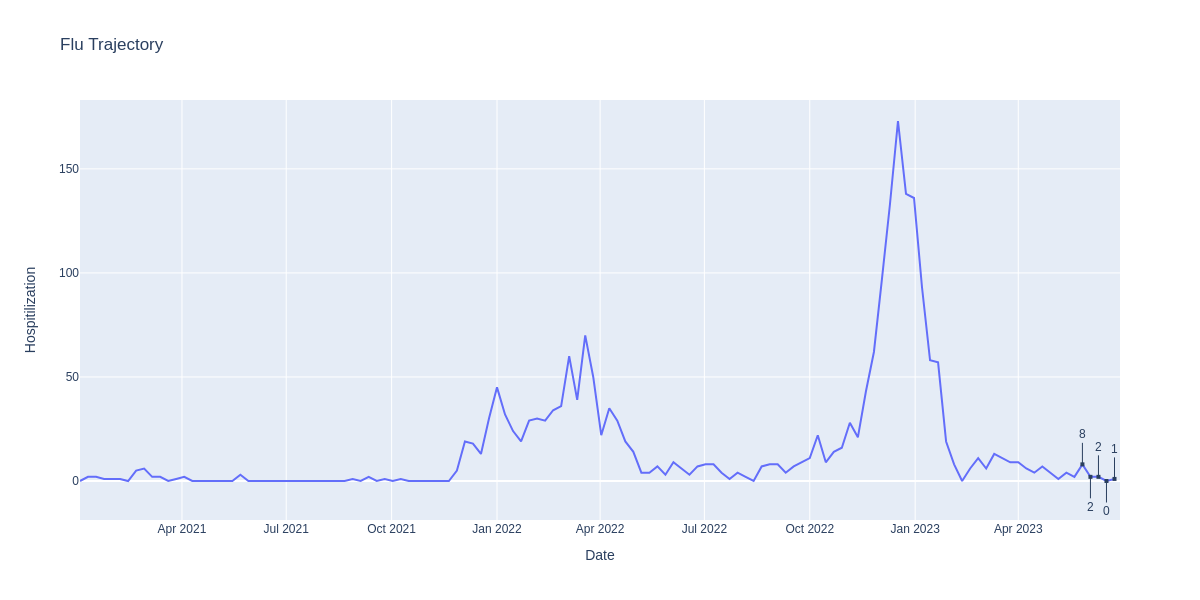 Flu Trajectory
Hospitilization
150
100
50
0
8
2
1
2
0
Apr 2021
Jul 2021
Oct 2021
Jan 2022
Apr 2022
Jul 2022
Oct 2022
Jan 2023
Apr 2023
Date